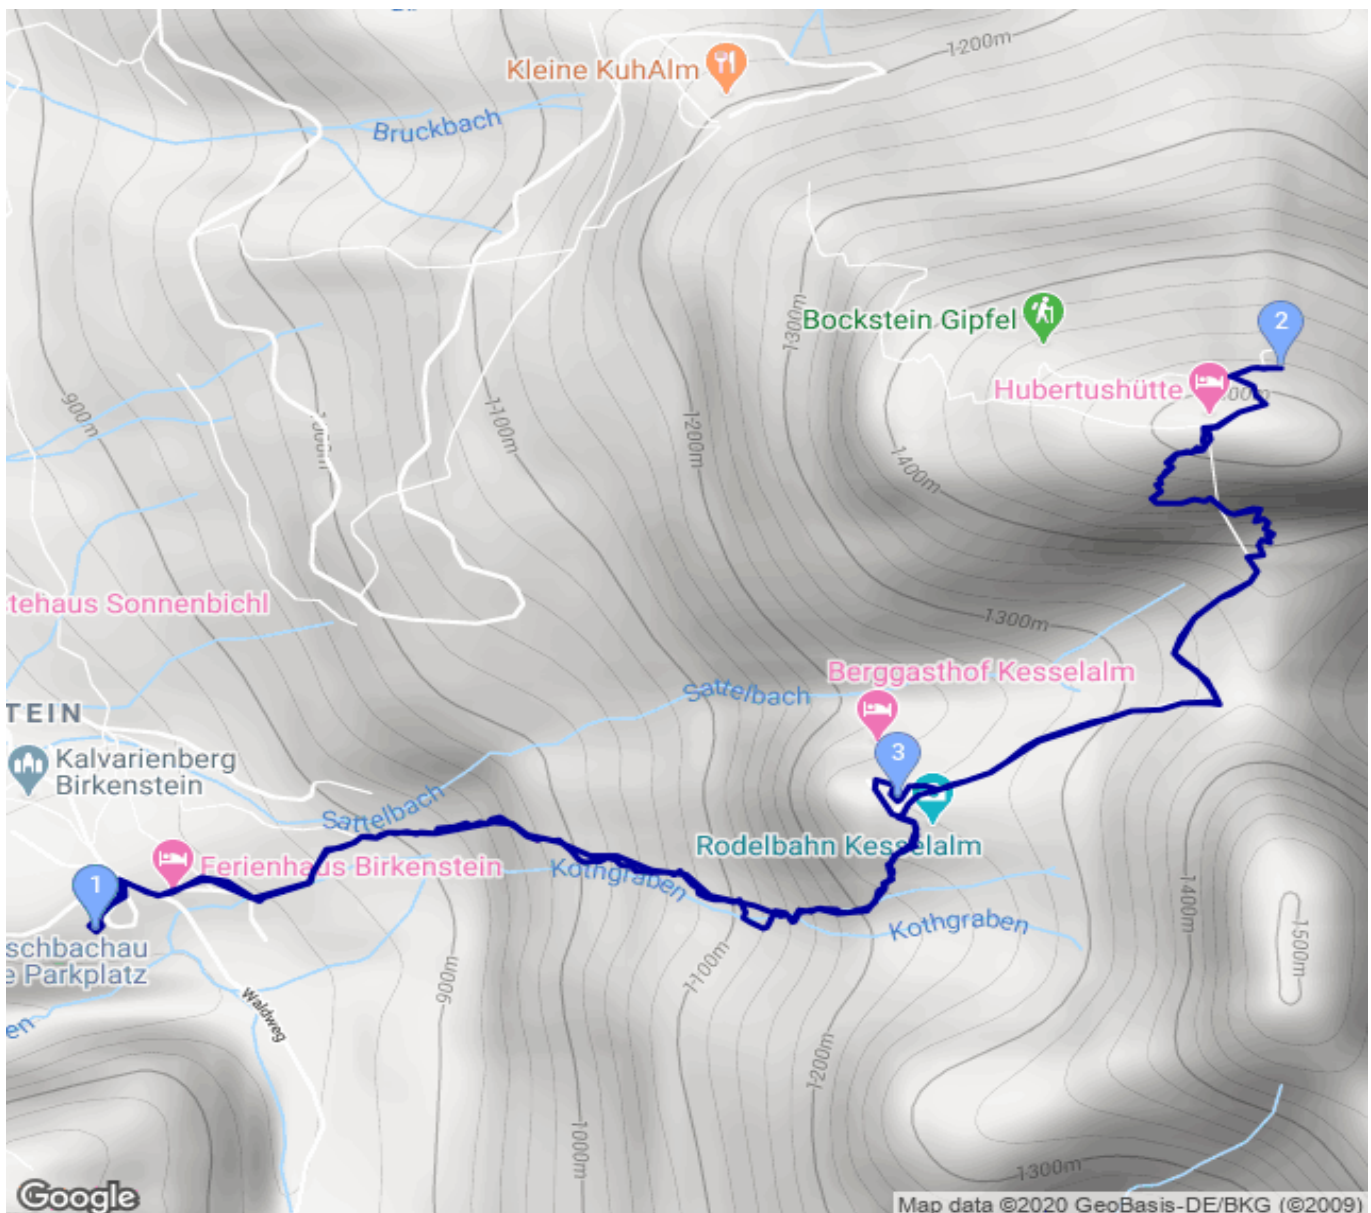 1200m
Kleine KuhAlm
Bruckbach
1300m
Bockstein Gipfel
2
Hubertushütte
900m
1100m
1200m
1400m
1300m
tehaus Sonnenbichl
Berggasthof Kesselalm
Sattelbach
TEIN
Kalvarienberg
Birkenstein
3
Sattelbach
Rodelbahn Kesselalm
Ferienhaus Birkenstein
Kothgraben
1
1400m
Kothgraben
1500m
schbachau
e Parkplatz
1100m
900m
Waldweg
en
1200m
1000m
1300m
Google
Map data ©2020 GeoBasis-DE/BKG (©2009)